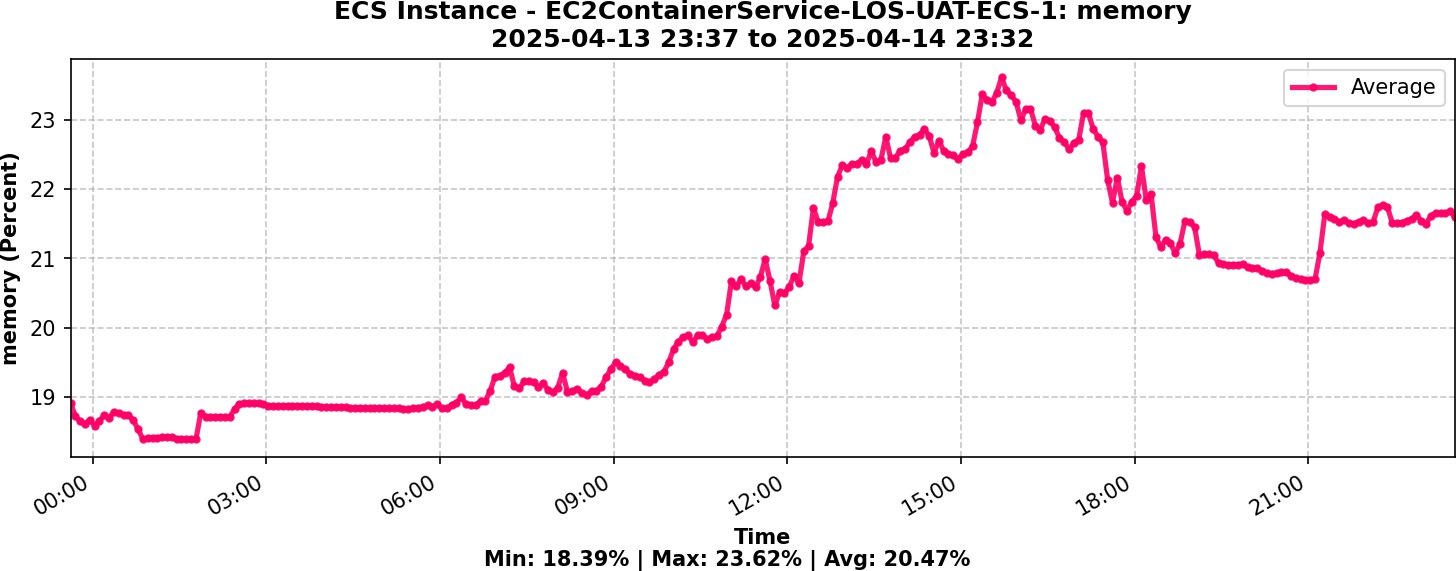 ECS Instance - EC2ContainerService-LOS-UAT-ECS-1: memory
2025-04-13 23:37 to 2025-04-14 23:32
Average
memory (Percent)
23
22
21
20
19
00:00 03:00 06:00 09:00 12:00 15:00 18:00 21:00
Time
Min: 18.39% | Max: 23.62% | Avg: 20.47%